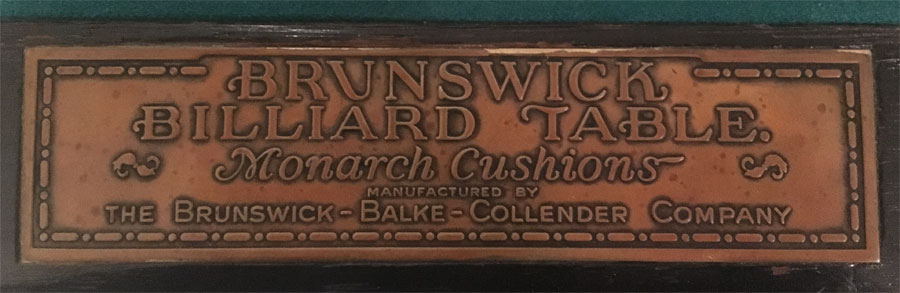 BRUNSWICK
BILLIARD TABLE.
Monarch Cushions
MANUFACTURED BY
THE BRUNSWICK-BALKE-COLLENDER COMPANY